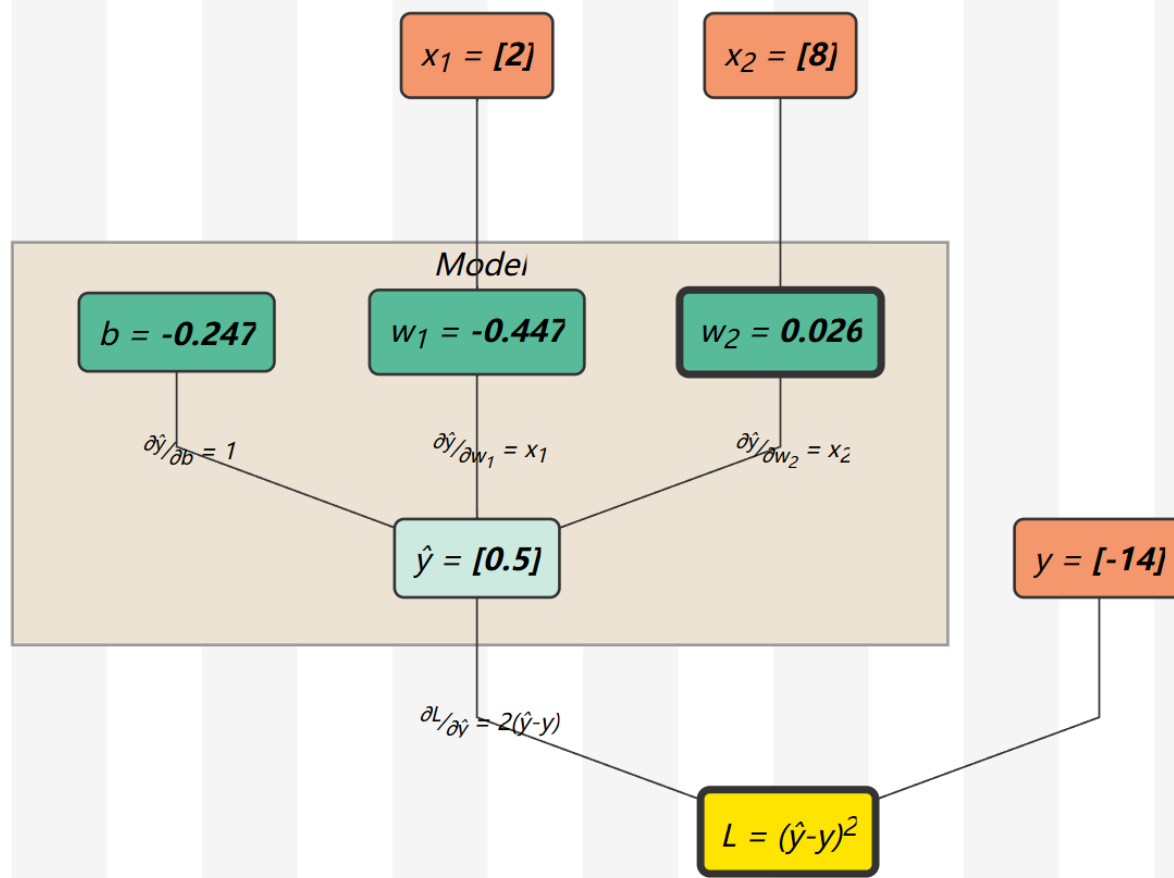 x₁ = [2]
x₂ = [8]
Model
b = -0.247
w₁ = -0.447
w₂ = 0.026
∂ŷ/∂b = 1
∂ŷ/∂w₁ = x₁
∂ŷ/∂w₂ = x₂
ŷ = [0.5]
y = [-14]
∂L/∂ŷ = 2(ŷ-y)
L = (ŷ-y)²